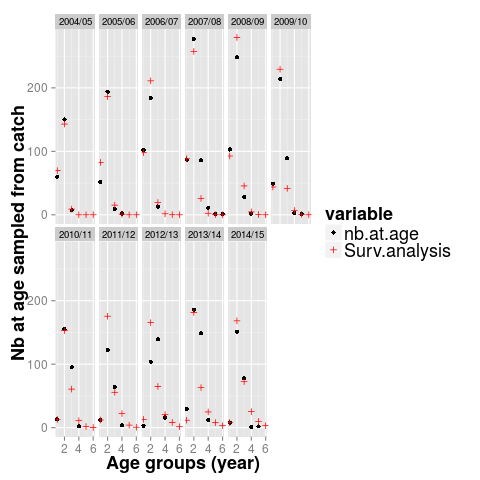 2004/05 2005/06 2006/07 2007/08 2008/09 2009/10
200
100
0
2010/11 2011/12 2012/13 2013/14 2014/15
200
100
0
2 4 6 2 4 6 2 4 6 2 4 6 2 4 6
Age groups (year)
Nb at age sampled from catch
variable
nb.at.age
Surv.analysis